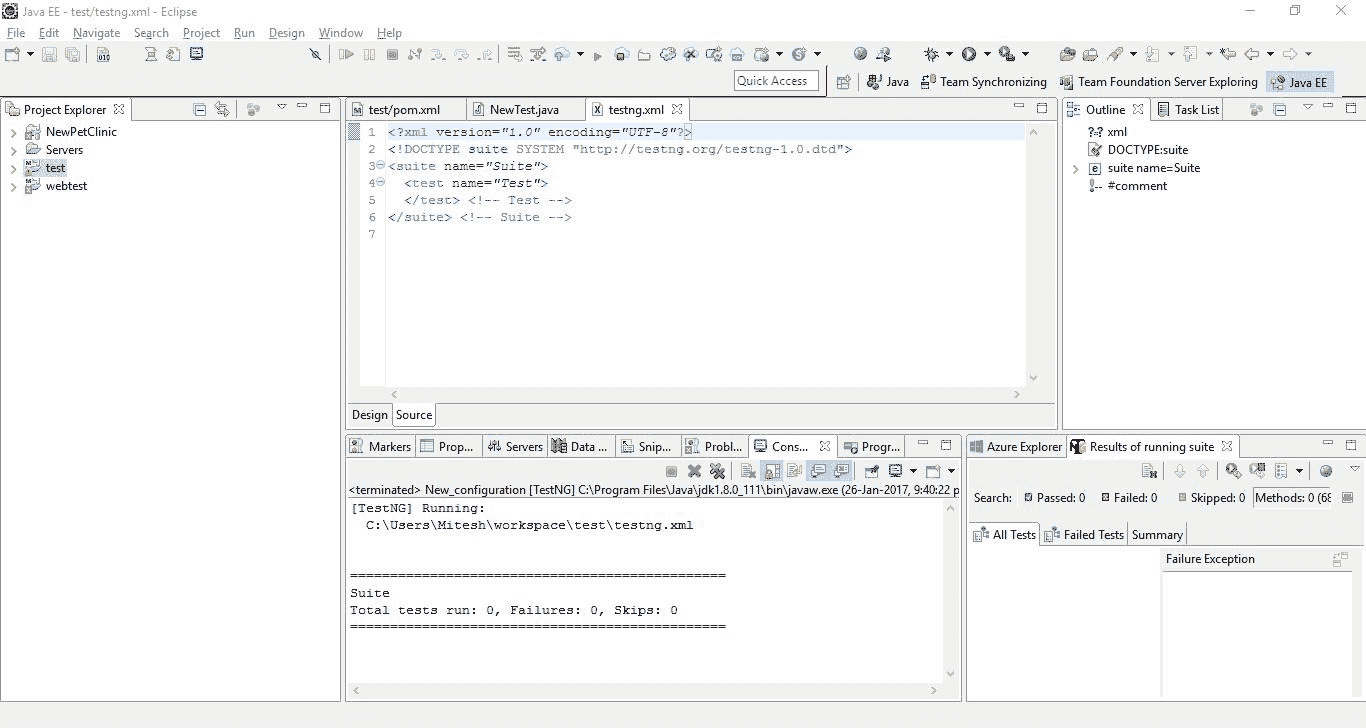 Java EE - test/testng.xml - Eclipse
File Edit Navigate Search Project Run Design Window Help
Quick Access
Java
Team Synchronizing
Team Foundation Server Exploring
Java EE
Project Explorer
NewPetClinic
Servers
test
webtest
test/pom.xml
NewTest.java
testng.xml
1 <?xml version="1.0" encoding="UTF-8"?>
2 <!DOCTYPE suite SYSTEM "http://testng.org/testng-1.0.dtd">
3 <suite name="Suite">
4 <test name="Test">
5 </test> <!-- Test -->
6 </suite> <!-- Suite -->
7
Design Source
Outline
Task List
?-? xml
DOCTYPE:suite
e suite name=Suite
!-- #comment
Markers Prop... Servers Data ... Snip... Probl... Cons... Progr...
<terminated> New_configuration [TestNG] C:\Program Files\Java\jdk1.8.0_111\bin\javaw.exe (26-Jan-2017, 9:40:22 p
[TestNG] Running:
C:\Users\Mitesh\workspace\test\testng.xml
===============================================
Suite
Total tests run: 0, Failures: 0, Skips: 0
===============================================
Azure Explorer
Results of running suite
Search: Passed: 0 Failed: 0 Skipped: 0 Methods: 0 (68
All Tests Failed Tests Summary
Failure Exception